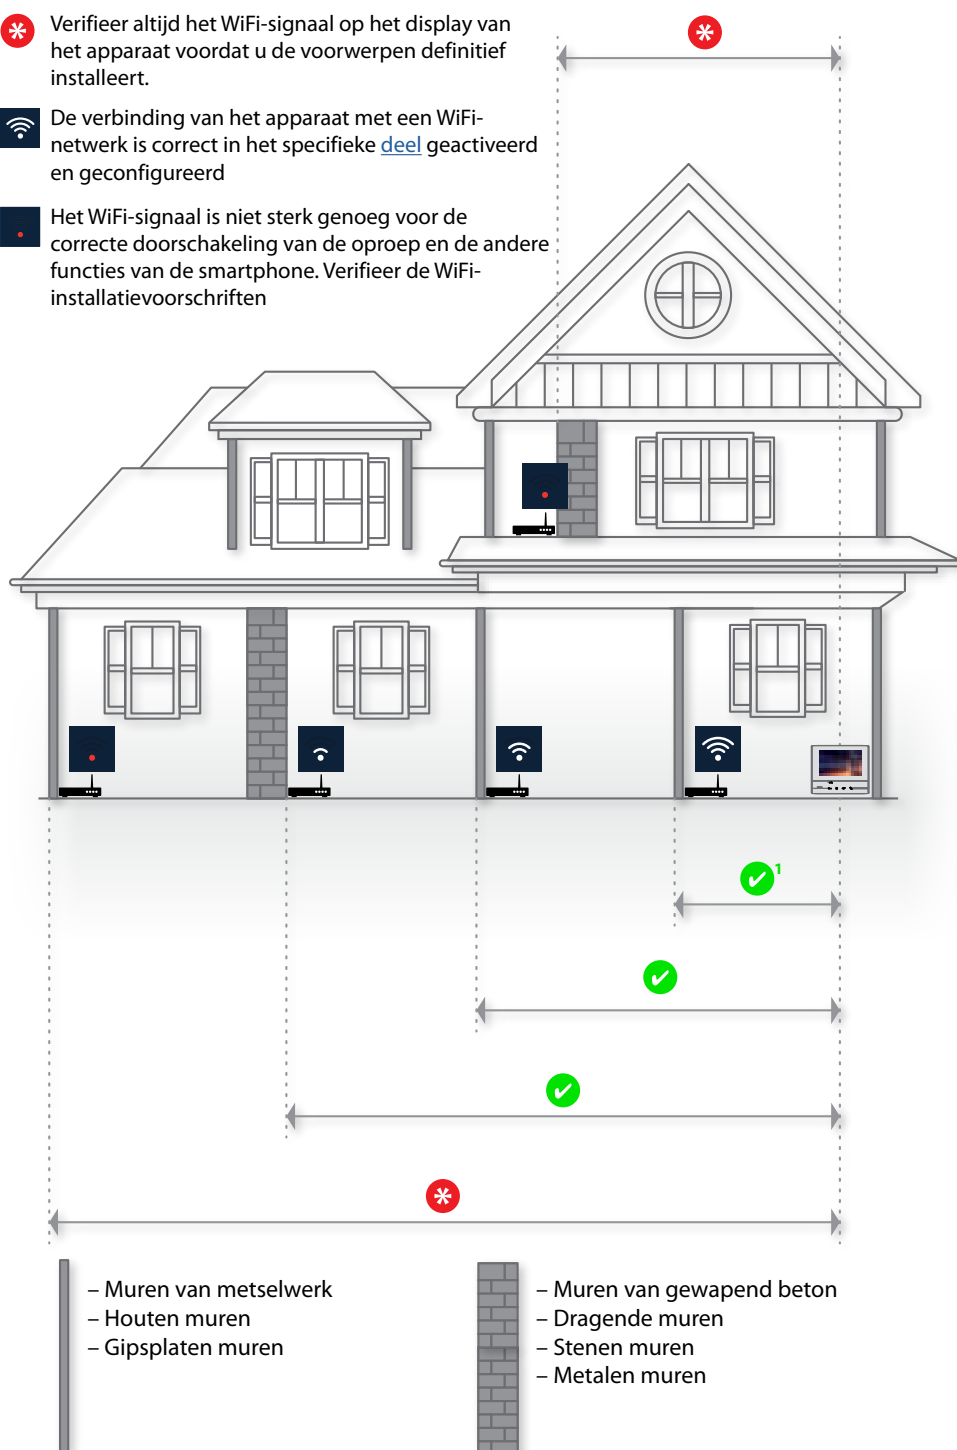 Verifieer altijd het WiFi-signaal op het display van
het apparaat voordat u de voorwerpen definitief
installeert.
De verbinding van het apparaat met een WiFi-
netwerk is correct in het specifieke deel geactiveerd
en geconfigureerd
Het WiFi-signaal is niet sterk genoeg voor de
correcte doorschakeling van de oproep en de andere
functies van de smartphone. Verifieer de WiFi-
installatievoorschriften
1
– Muren van metselwerk
– Houten muren
– Gipsplaten muren
– Muren van gewapend beton
– Dragende muren
– Stenen muren
– Metalen muren